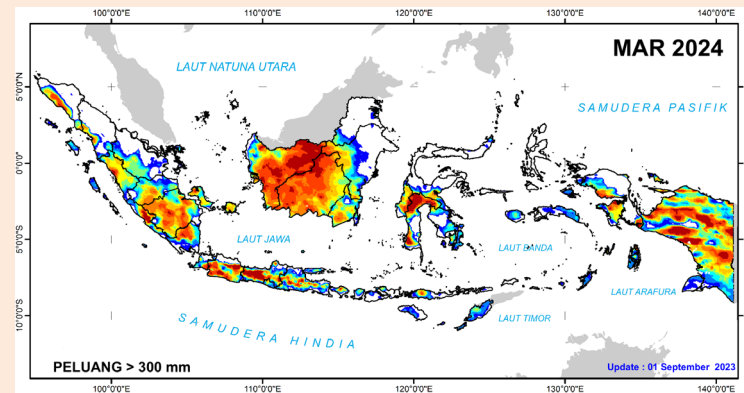 100°0'0"E 110°0'0"E 120°0'0"E 130°0'0"E 140°0'0"E
MAR 2024
LAUT NATUNA UTARA
5°0'0"N
SAMUDERA PASIFIK
0°0'0"
LAUT JAWA
LAUT BANDA
5°0'0"S
LAUT ARAFURA
SAMUDERA HINDIA
LAUT TIMOR
10°0'0"S
PELUANG > 300 mm
Update : 01 September 2023
100°0'0"E 110°0'0"E 120°0'0"E 130°0'0"E 140°0'0"E